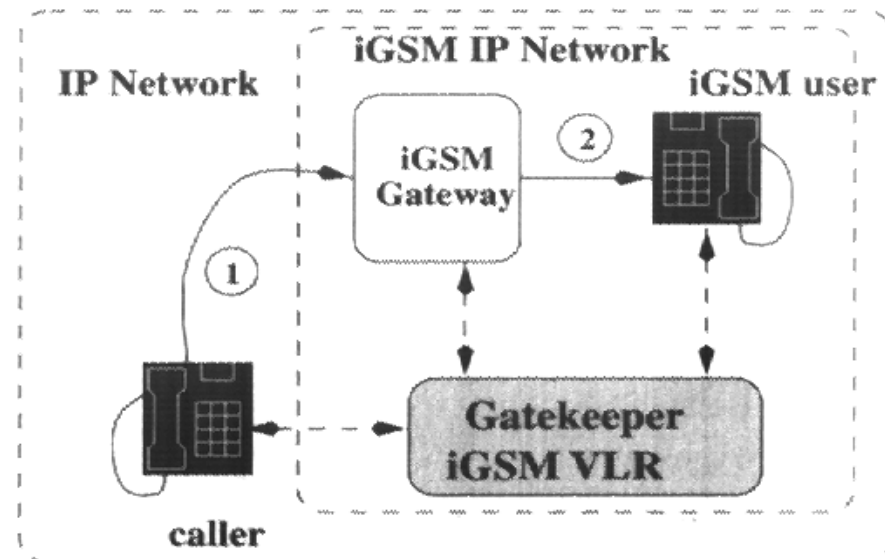 iGSM IP Network
IP Network
iGSM user
iGSM
Gateway
2
1
Gatekeeper
iGSM VLR
caller